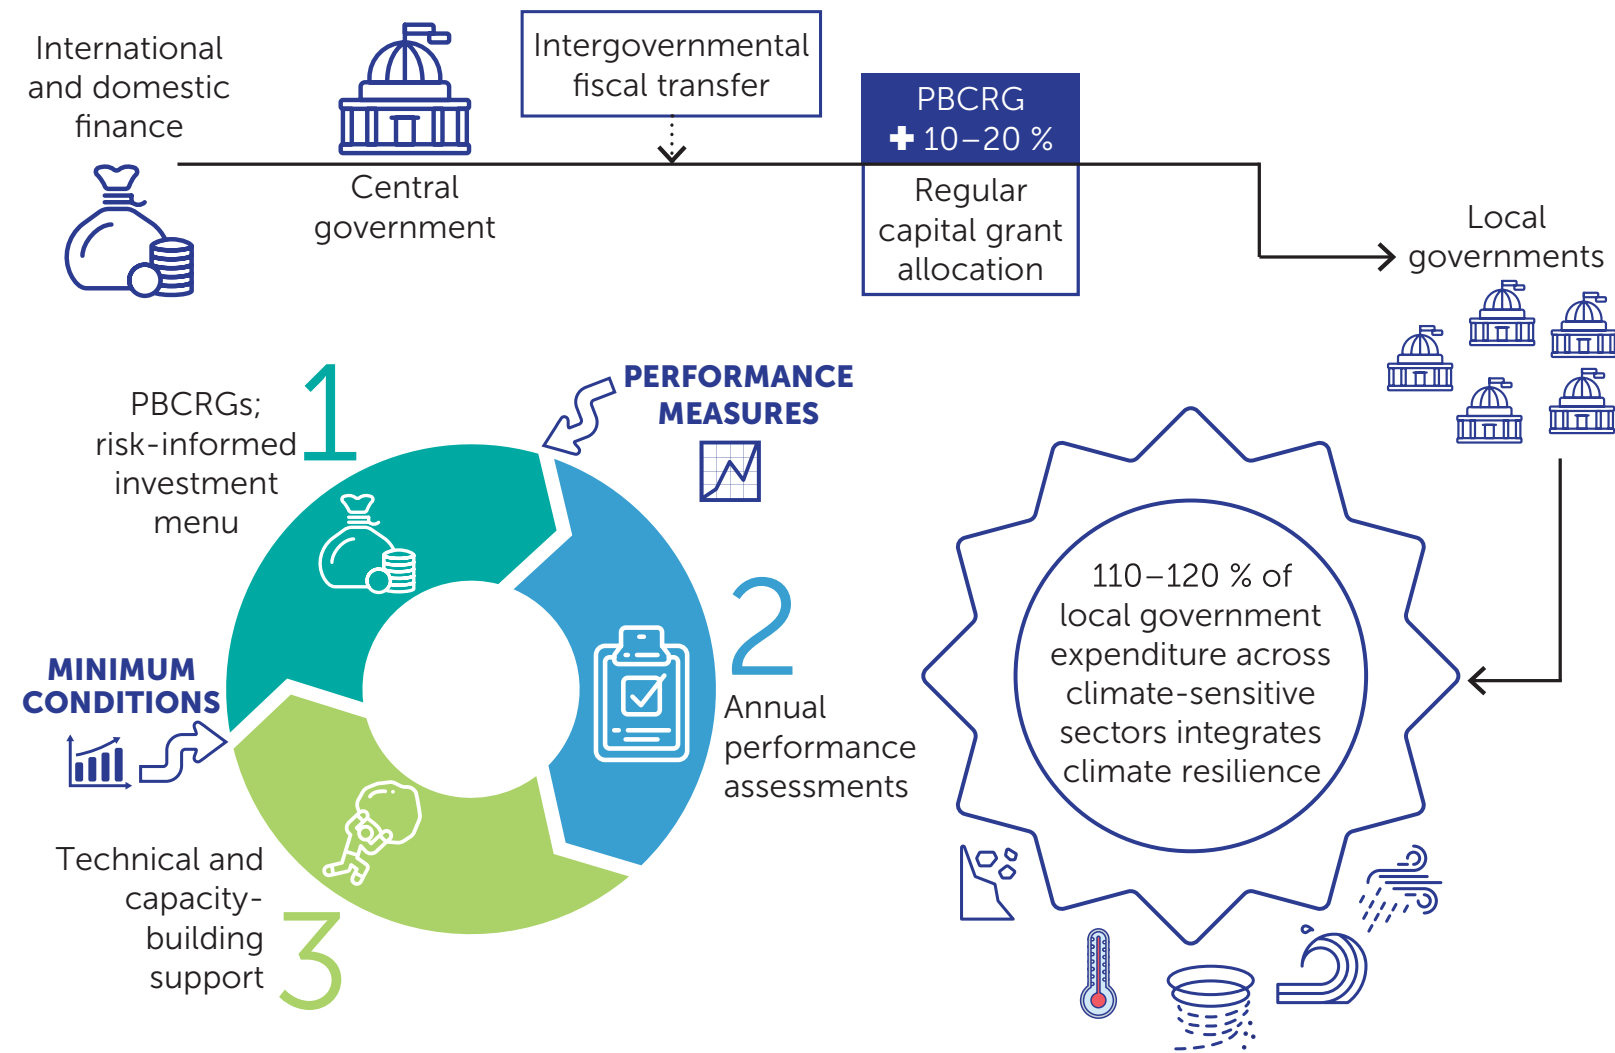 International
and domestic
finance
Central
government
Intergovernmental
fiscal transfer
PBCRG
+ 10–20 %
Regular
capital grant
allocation
Local
governments
1
PBCRGs;
risk-informed
investment
menu
PERFORMANCE
MEASURES
2
Annual
performance
assessments
MINIMUM
CONDITIONS
Technical and
capacity-
building
support
3
110–120 % of
local government
expenditure across
climate-sensitive
sectors integrates
climate resilience